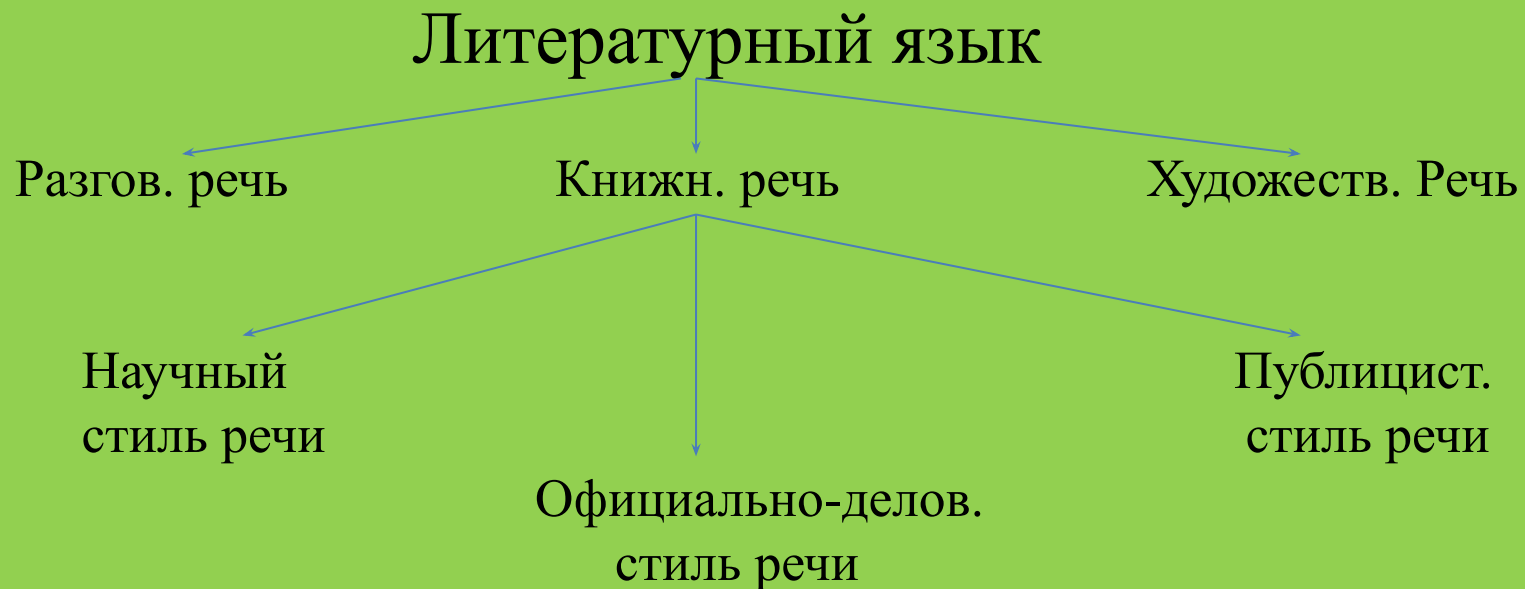 Литературный язык
Разгов. речь
Книжн. речь
Художеств. Речь
Научный
стиль речи
Публицист.
стиль речи
Официально-делов.
стиль речи